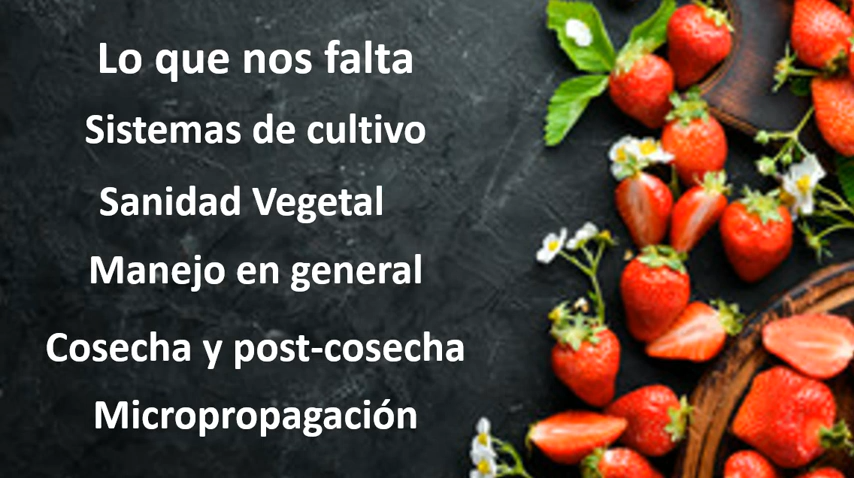 Lo que nos falta
Sistemas de cultivo
Sanidad Vegetal
Manejo en general
Cosecha y post-cosecha
Micropropagación